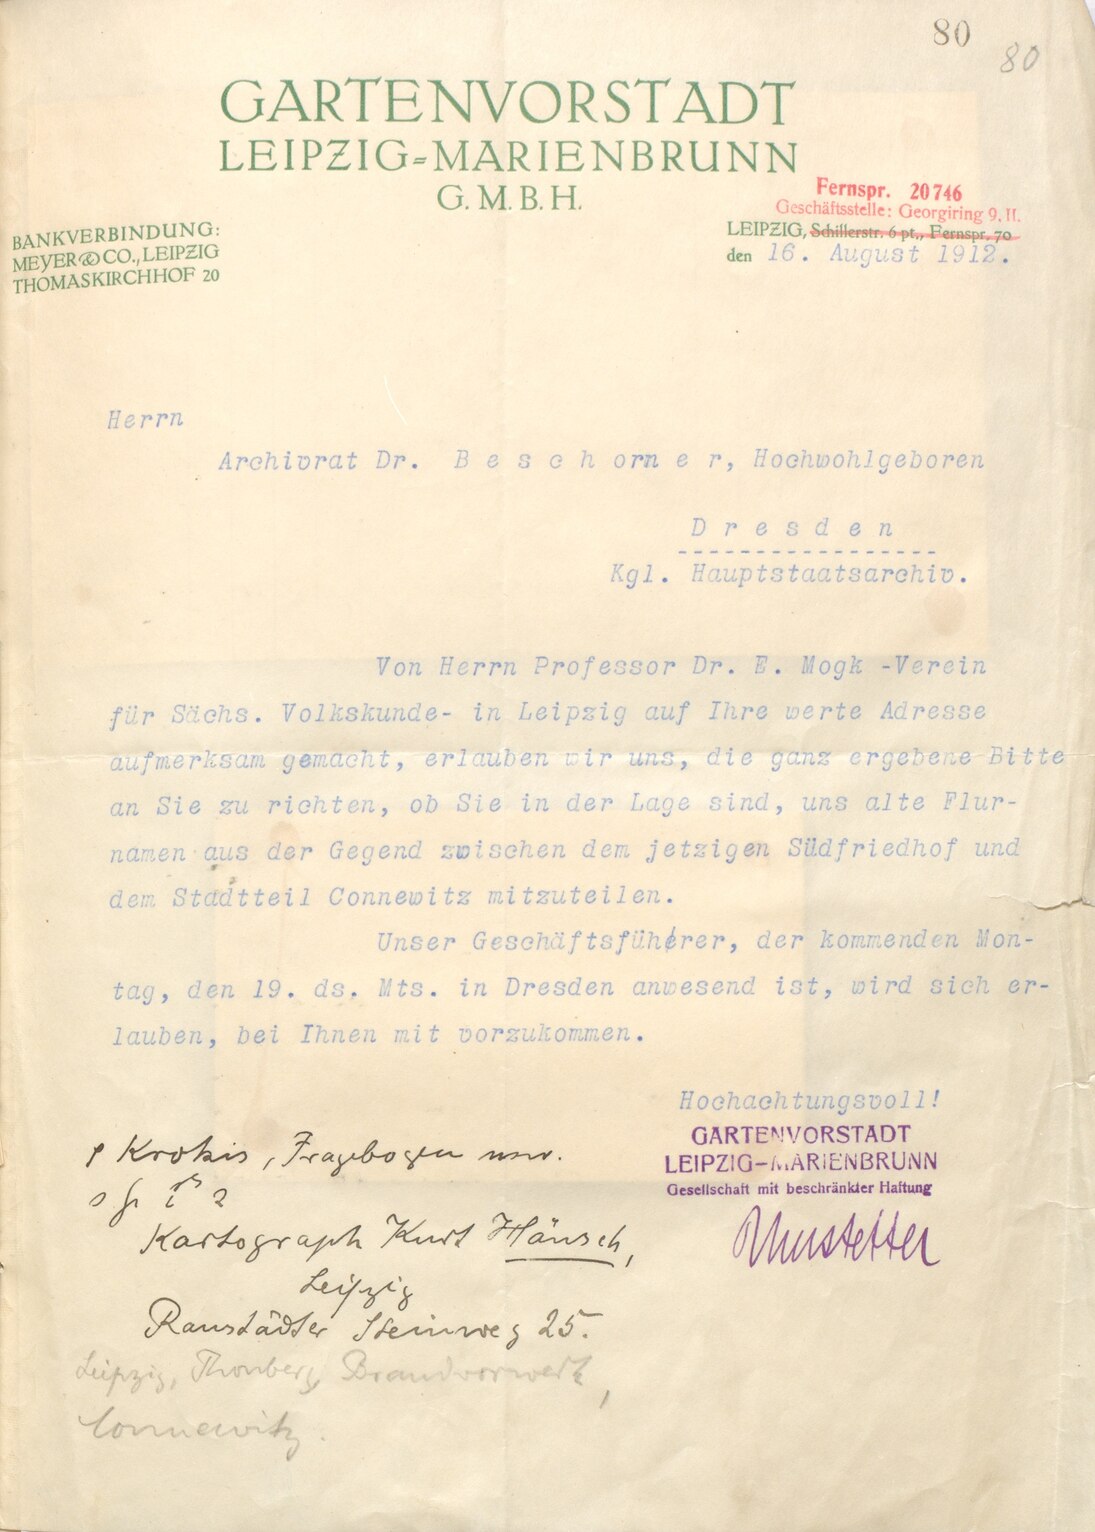 80
80
GARTENVORSTADT
LEIPZIG-MARIENBRUNN
G.M.B.H.
Fernspr. 20746
Geschäftsstelle: Georgiring 9, II.
BANKVERBINDUNG:
MEYER & CO., LEIPZIG
THOMASKIRCHHOF 20
LEIPZIG, Schillerstr. 6 pt., Fernspr. 70
den 16. August 1912.
Herrn
Archivrat Dr. B e s c h o r n e r, Hochwohlgeboren
D r e s d e n
-----------------
Kgl. Hauptstaatsarchiv.
Von Herrn Professor Dr. E. Mogk -Verein
für Sächs. Volkskunde- in Leipzig auf Ihre werte Adresse
aufmerksam gemacht, erlauben wir uns, die ganz ergebene Bitte
an Sie zu richten, ob Sie in der Lage sind, uns alte Flur-
namen aus der Gegend zwischen dem jetzigen Südfriedhof und
dem Stadtteil Connewitz mitzuteilen.
Unser Geschäftsführer, der kommenden Mon-
tag, den 19. ds. Mts. in Dresden anwesend ist, wird sich er-
lauben, bei Ihnen mit vorzukommen.
Hochachtungsvoll!
GARTENVORSTADT
LEIPZIG-MARIENBRUNN
Gesellschaft mit beschränkter Haftung
Krokis, Fragebogen usw.
Kartograph Kurt Hänsch,
Leipzig
Ranstädter Steinweg 25.
Leipzig, Thonberg, Brandvorwerk,
Connewitz.